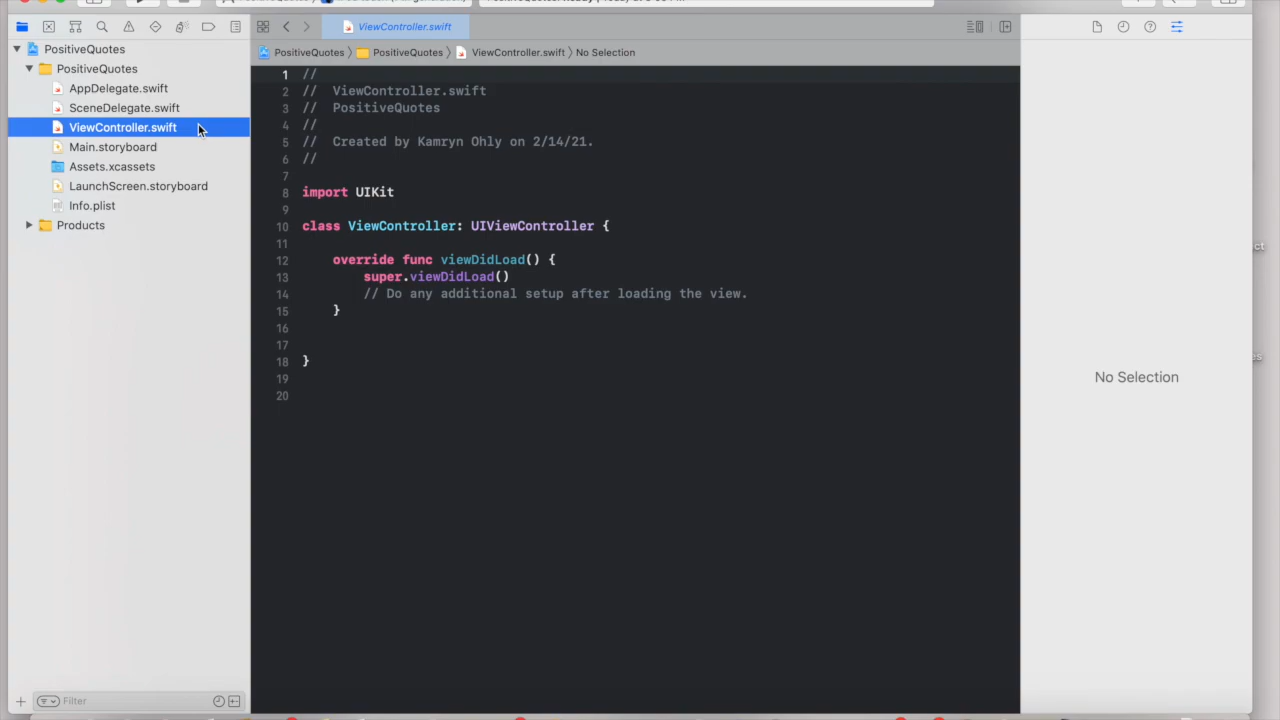 ViewController.swift
PositiveQuotes
PositiveQuotes
AppDelegate.swift
SceneDelegate.swift
ViewController.swift
Main.storyboard
Assets.xcassets
LaunchScreen.storyboard
Info.plist
Products
Filter
PositiveQuotes 〉 PositiveQuotes 〉 ViewController.swift 〉 No Selection
1 //
2 //  ViewController.swift
3 //  PositiveQuotes
4 //
5 //  Created by Kamryn Ohly on 2/14/21.
6 //
7
8 import UIKit
9
10 class ViewController: UIViewController {
11
12     override func viewDidLoad() {
13         super.viewDidLoad()
14         // Do any additional setup after loading the view.
15     }
16
17
18 }
19
20
No Selection